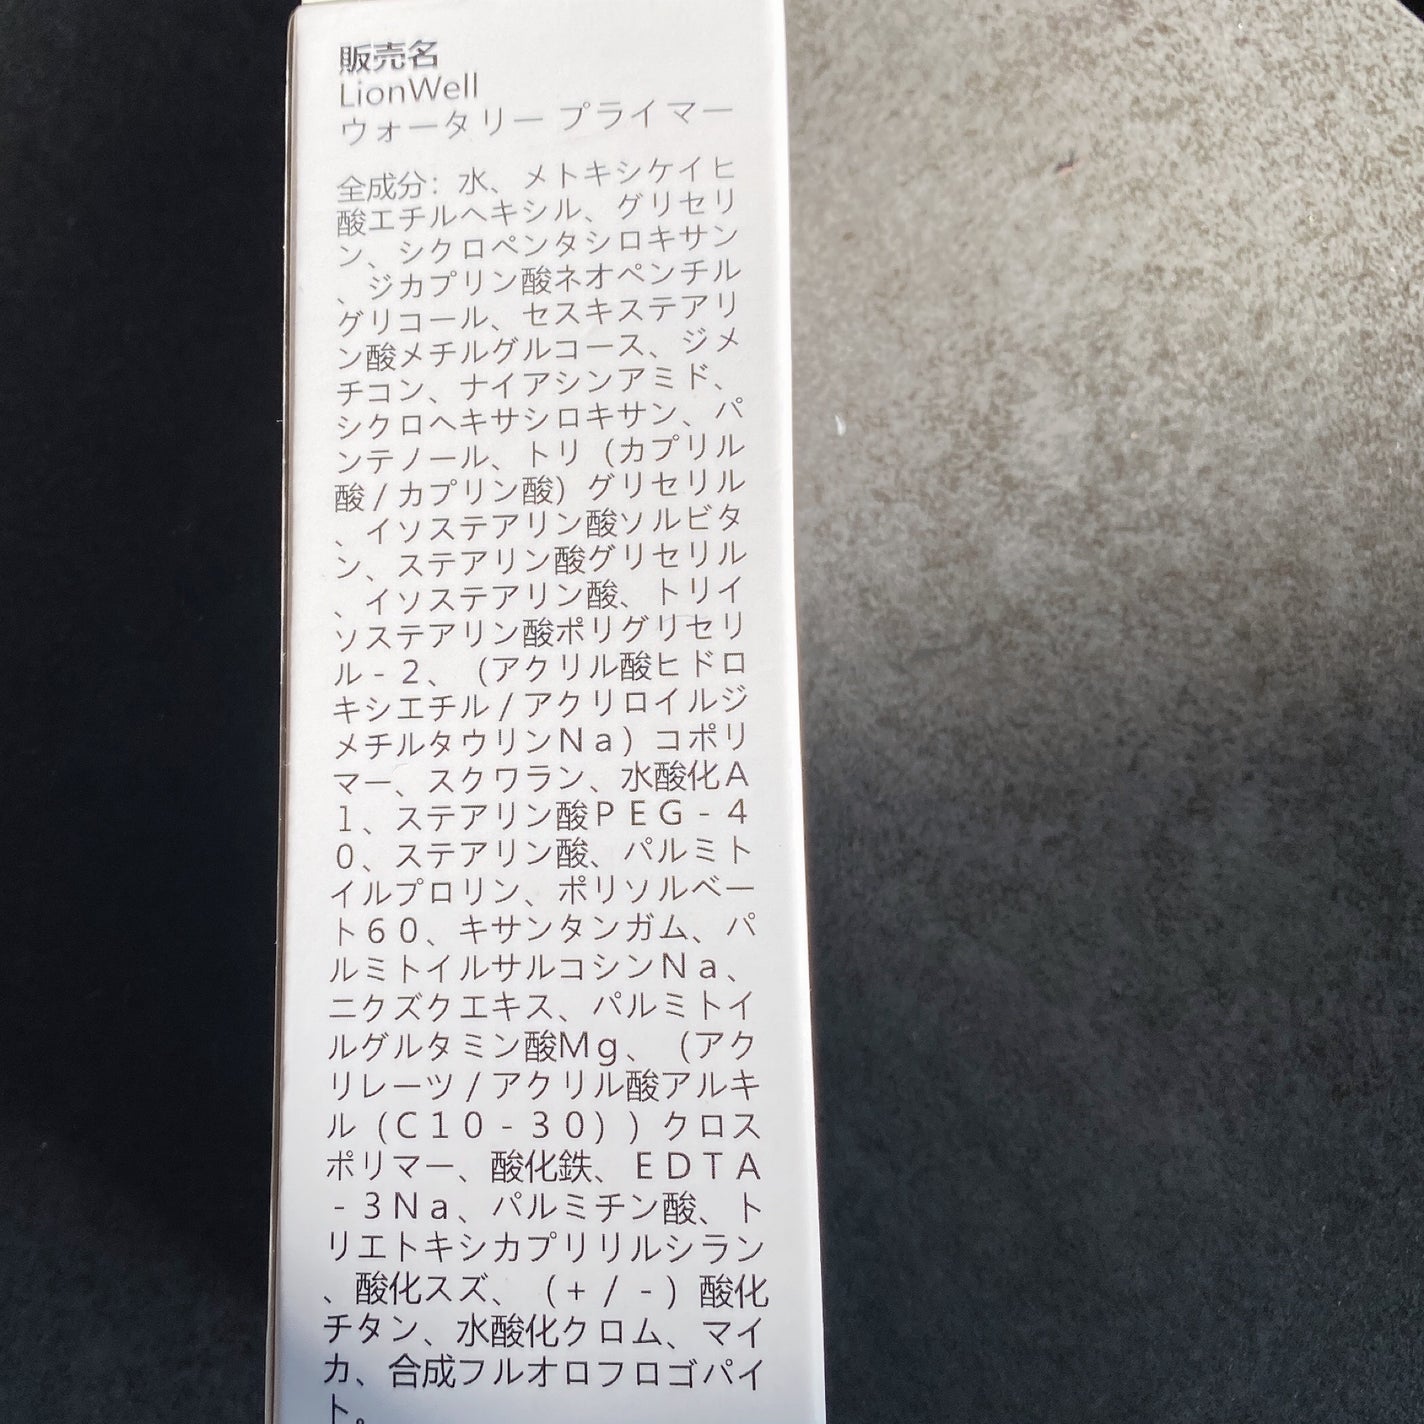 販売名
LionWell
ウォータリー プライマー
全成分：水、メトキシケイヒ
酸エチルヘキシル、グリセリ
ン、シクロペンタシロキサン
、ジカプリン酸ネオペンチル
グリコール、セスキステアリ
ン酸メチルグルコース、ジメ
チコン、ナイアシンアミド、
シクロヘキサシロキサン、パ
ンテノール、トリ（カプリル
酸/カプリン酸）グリセリル
、イソステアリン酸ソルビタ
ン、ステアリン酸グリセリル
、イソステアリン酸、トリイ
ソステアリン酸ポリグリセリ
ル-2、（アクリル酸ヒドロ
キシエチル/アクリロイルジ
メチルタウリンNa）コポリ
マー、スクワラン、水酸化A
l、ステアリン酸PEG-4
0、ステアリン酸、パルミト
イルプロリン、ポリソルベー
ト60、キサンタンガム、パ
ルミトイルサルコシンNa、
ニクズクエキス、パルミトイ
ルグルタミン酸Mg、（アク
リレーツ/アクリル酸アルキ
ル（C10-30））クロス
ポリマー、酸化鉄、EDTA
-3Na、パルミチン酸、ト
リエトキシカプリリルシラン
、酸化スズ、（+/-）酸化
チタン、水酸化クロム、マイ
カ、合成フルオロフロゴパイ
ト。